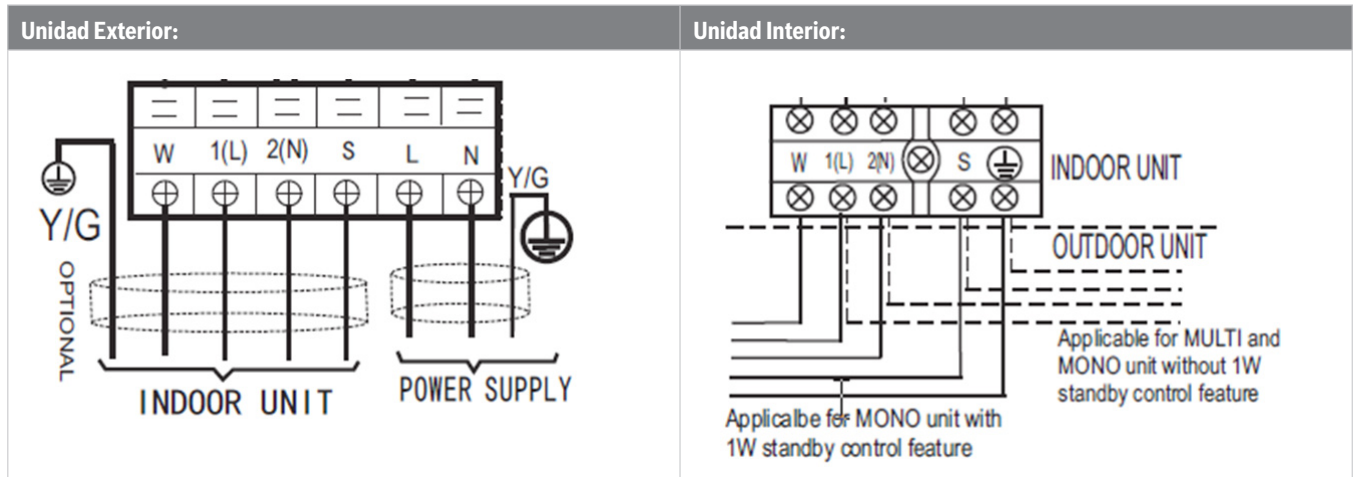 Unidad Exterior:
W 1(L) 2(N) S L N
Y/G
Y/G
OPTIONAL
INDOOR UNIT
POWER SUPPLY
Unidad Interior:
W 1(L) 2(N) S
INDOOR UNIT
OUTDOOR UNIT
Applicable for MULTI and
MONO unit without 1W
standby control feature
Applicalbe for MONO unit with
1W standby control feature